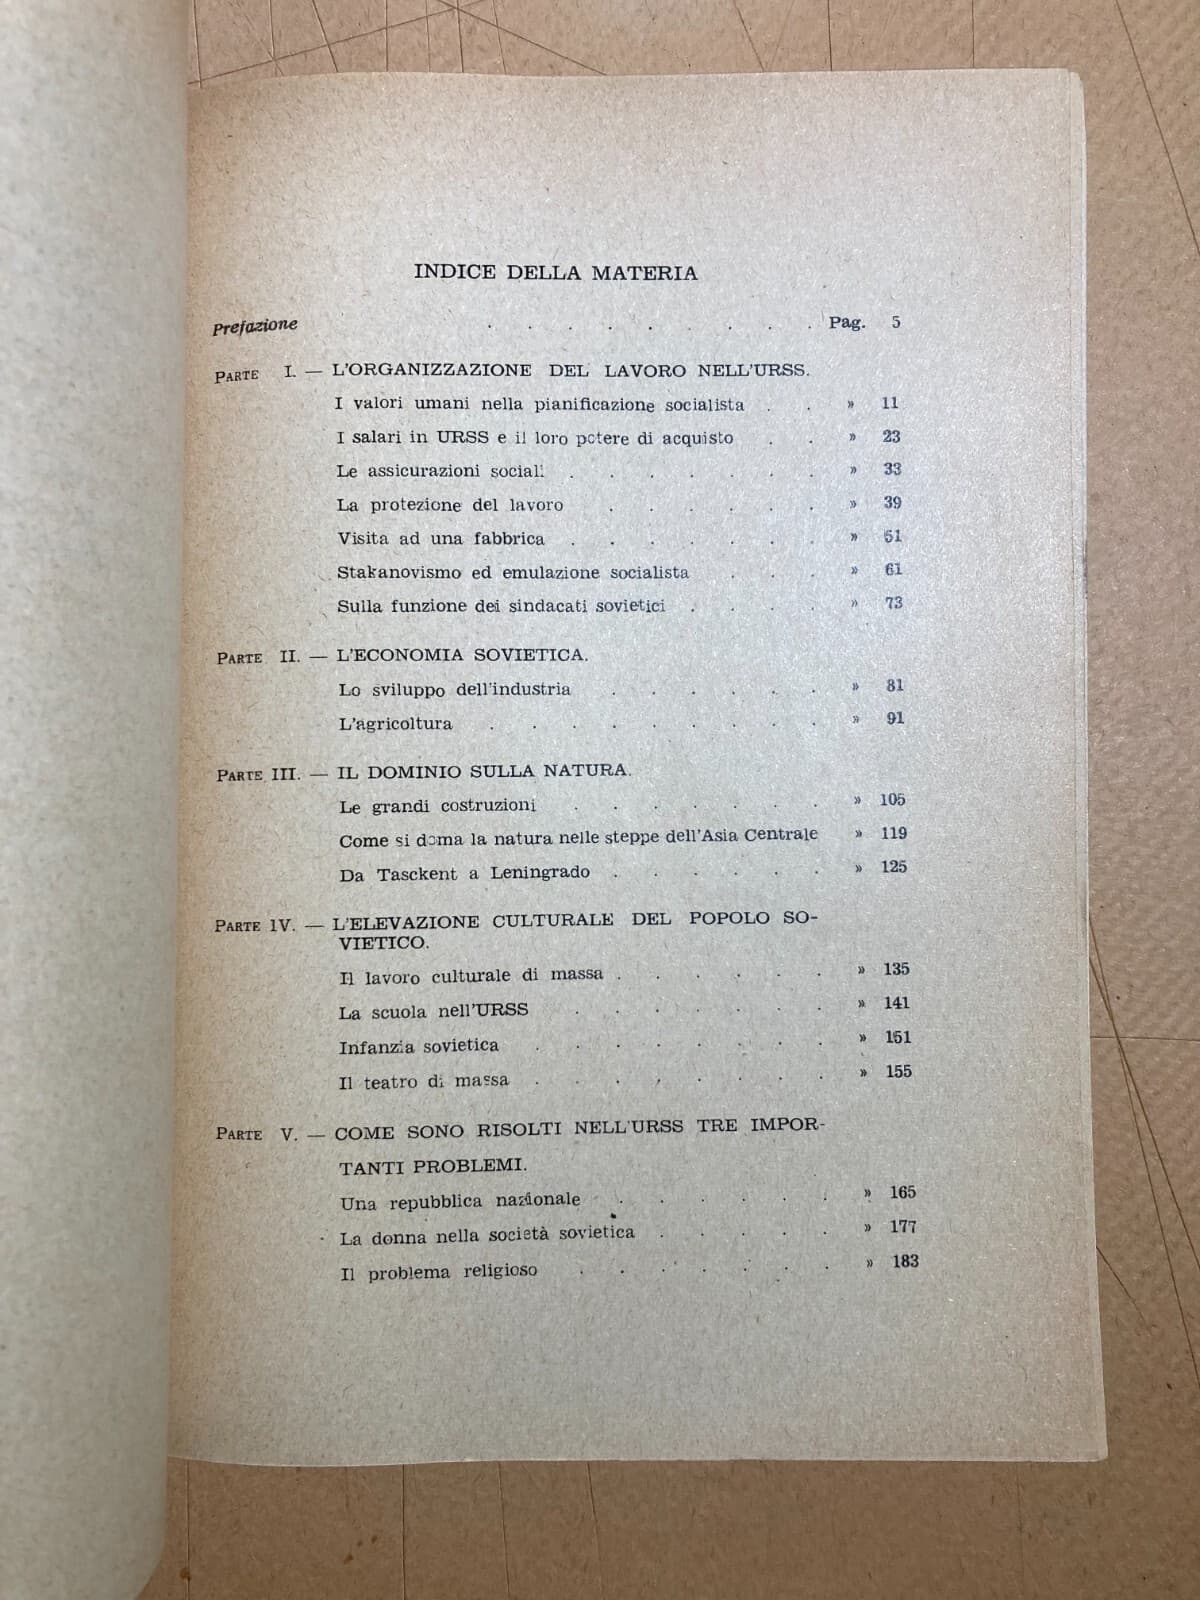 INDICE DELLA MATERIA
Prefazione . . . . . . . . . Pag. 5
PARTE I. — L'ORGANIZZAZIONE DEL LAVORO NELL'URSS.
I valori umani nella pianificazione socialista . . » 11
I salari in URSS e il loro potere di acquisto . . » 23
Le assicurazioni sociali . . . . . . . » 33
La protezione del lavoro . . . . . . » 39
Visita ad una fabbrica . . . . . . . » 51
Stakanovismo ed emulazione socialista . . . » 61
Sulla funzione dei sindacati sovietici . . . . » 73
PARTE II. — L'ECONOMIA SOVIETICA.
Lo sviluppo dell'industria . . . . . . » 81
L'agricoltura . . . . . . . . . » 91
PARTE III. — IL DOMINIO SULLA NATURA.
Le grandi costruzioni . . . . . . . » 105
Come si doma la natura nelle steppe dell'Asia Centrale » 119
Da Tasckent a Leningrado . . . . . . » 125
PARTE IV. — L'ELEVAZIONE CULTURALE DEL POPOLO SO-
VIETICO.
Il lavoro culturale di massa . . . . . . » 135
La scuola nell'URSS . . . . . . . » 141
Infanzia sovietica . . . . . . . . » 151
Il teatro di massa . . . . . . . . » 155
PARTE V. — COME SONO RISOLTI NELL'URSS TRE IMPOR-
TANTI PROBLEMI.
Una repubblica nazionale . . . . . . » 165
La donna nella società sovietica . . . . . » 177
Il problema religioso . . . . . . . » 183